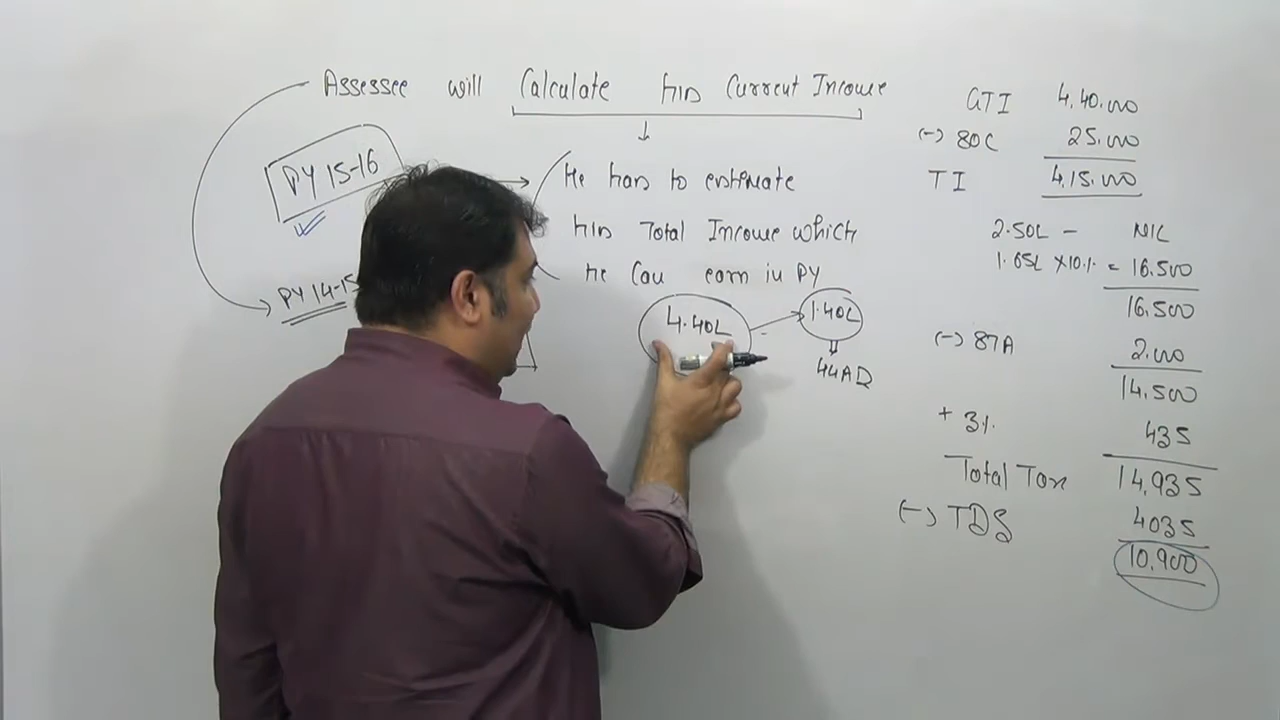 Assessee will Calculate his Current Income
PY 15-16
He has to estimate
his Total Income which
he Can earn in PY
PY 14-15
4.40L
1.40L
44AD
GTI 4,40,000
(-) 80C 25,000
TI 4,15,000
2.50L - NIL
1.65L × 10% = 16,500
16,500
(-) 87A 2,000
14,500
+ 3% 435
Total Tax 14,935
(-) TDS 4035
10,900